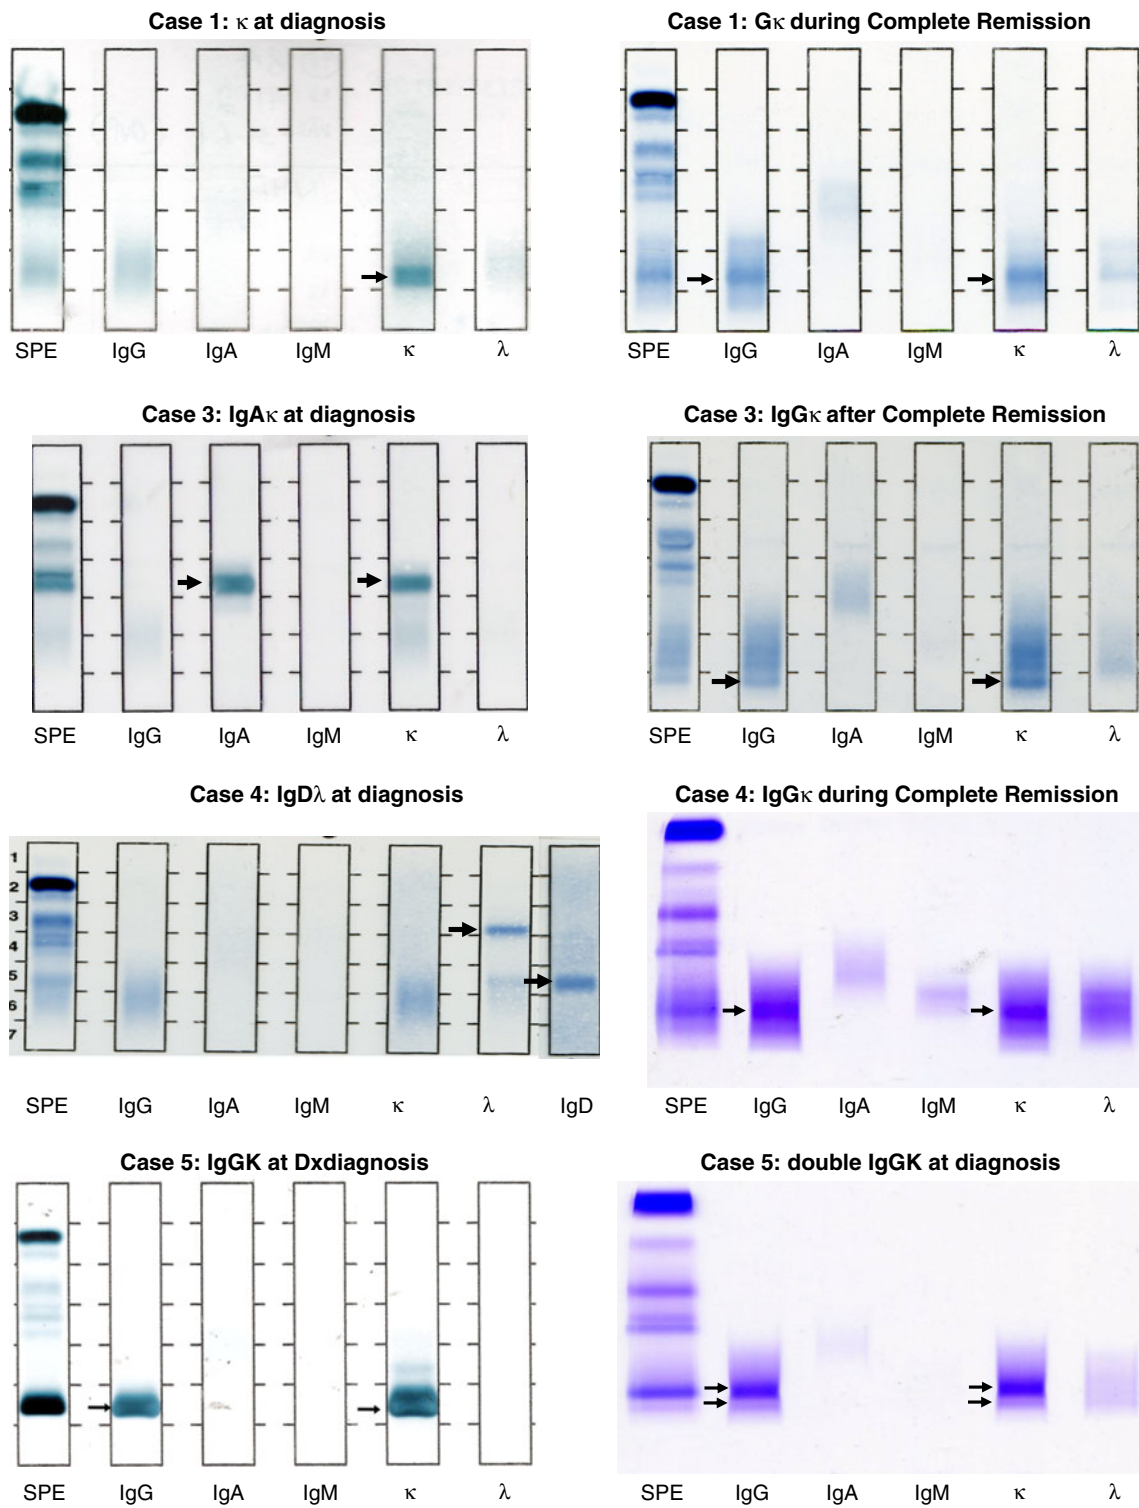 Case 1: κ at diagnosis
Case 1: Gκ during Complete Remission
SPE IgG IgA IgM κ λ
SPE IgG IgA IgM κ λ
Case 3: IgAκ at diagnosis
Case 3: IgGκ after Complete Remission
SPE IgG IgA IgM κ λ
SPE IgG IgA IgM κ λ
Case 4: IgDλ at diagnosis
Case 4: IgGκ during Complete Remission
1
2
3
4
5
6
7
SPE IgG IgA IgM κ λ IgD
SPE IgG IgA IgM κ λ
Case 5: IgGK at Dxdiagnosis
Case 5: double IgGK at diagnosis
SPE IgG IgA IgM κ λ
SPE IgG IgA IgM κ λ